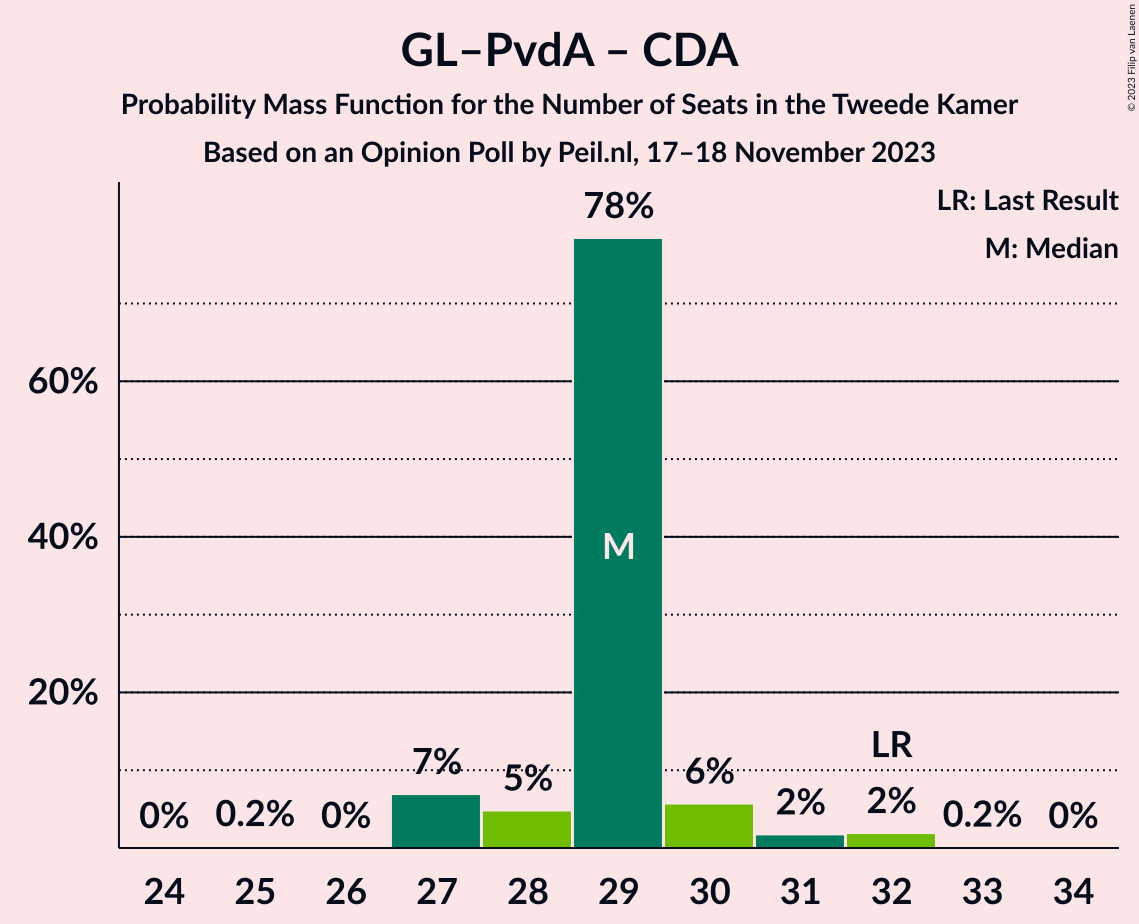 GL–PvdA – CDA
Probability Mass Function for the Number of Seats in the Tweede Kamer
Based on an Opinion Poll by Peil.nl, 17–18 November 2023
© 2023 Filip van Laenen
LR: Last Result
M: Median
78%
60%
40%
20%
M
LR
0%
0.2%
0%
7%
5%
6%
2%
2%
0.2%
0%
24 25 26 27 28 29 30 31 32 33 34